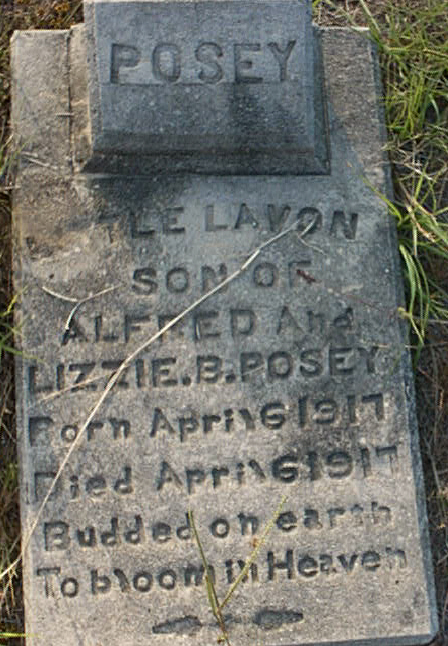 POSEY
LITTLE LAVON
SON OF
ALFRED And
LIZZIE.B.POSEY
Born April 6 1917
Died April 6 1917
Budded on earth
To bloom in Heaven